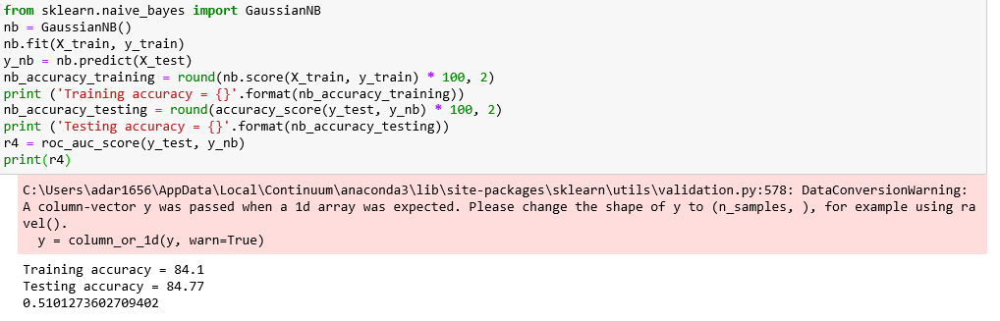 from sklearn.naive_bayes import GaussianNB
nb = GaussianNB()
nb.fit(X_train, y_train)
y_nb = nb.predict(X_test)
nb_accuracy_training = round(nb.score(X_train, y_train) * 100, 2)
print ('Training accuracy = {}'.format(nb_accuracy_training))
nb_accuracy_testing = round(accuracy_score(y_test, y_nb) * 100, 2)
print ('Testing accuracy = {}'.format(nb_accuracy_testing))
r4 = roc_auc_score(y_test, y_nb)
print(r4)
C:\Users\adar1656\AppData\Local\Continuum\anaconda3\lib\site-packages\sklearn\utils\validation.py:578: DataConversionWarning:
A column-vector y was passed when a 1d array was expected. Please change the shape of y to (n_samples, ), for example using ra
vel().
  y = column_or_1d(y, warn=True)
Training accuracy = 84.1
Testing accuracy = 84.77
0.5101273602709402